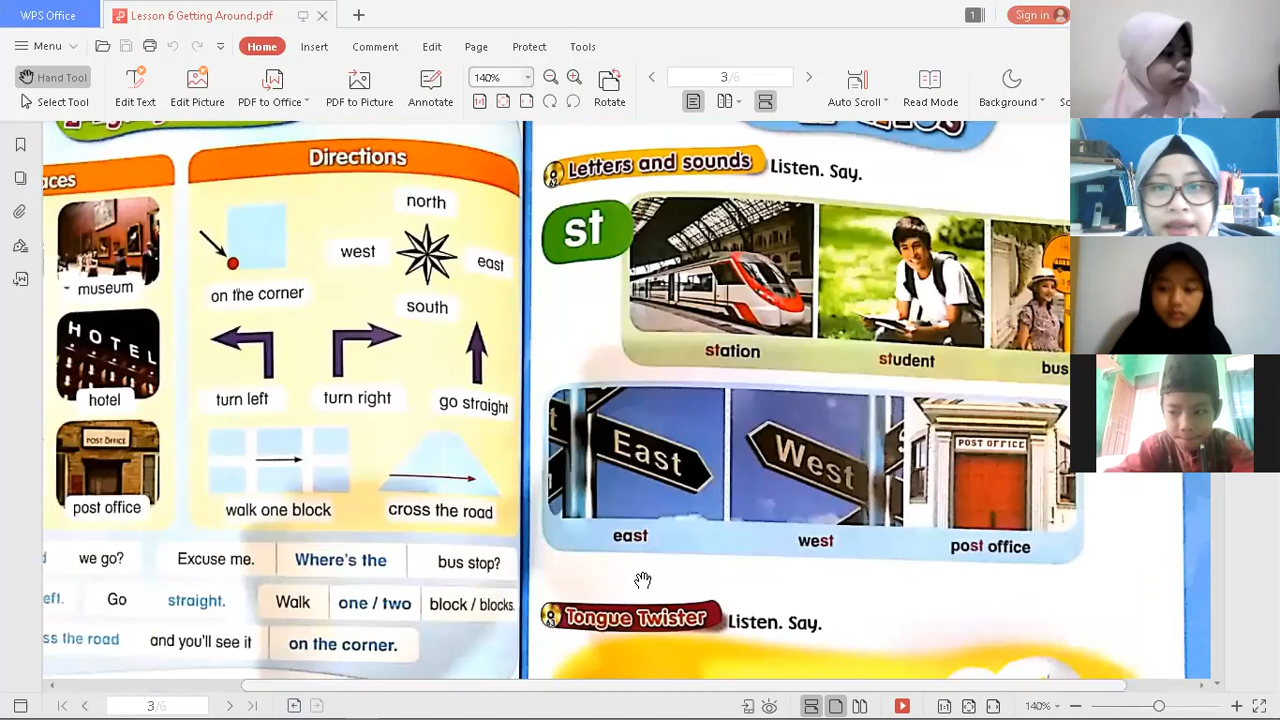 WPS Office
Lesson 6 Getting Around.pdf
1
Sign in
Menu
Home
Insert
Comment
Edit
Page
Protect
Tools
Hand Tool
Select Tool
Edit Text
Edit Picture
PDF to Office
PDF to Picture
Annotate
140%
Rotate
3/6
Auto Scroll
Read Mode
Background
aces
museum
HOTEL
hotel
POST OFFICE
post office
Directions
on the corner
north
west
east
south
turn left
turn right
go straight
walk one block
cross the road
we go?
Excuse me.
Where's the
bus stop?
eft.
Go
straight.
Walk
one / two
block / blocks.
ss the road
and you'll see it
on the corner.
Letters and sounds
Listen. Say.
st
station
student
bus
East
West
POST OFFICE
east
west
post office
Tongue Twister
Listen. Say.
3/6
140%